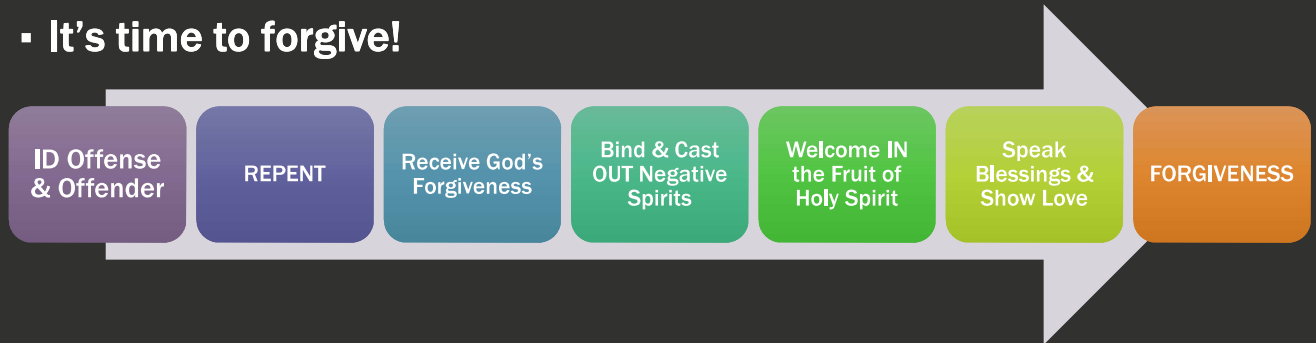 ▪ It's time to forgive!
ID Offense
& Offender
REPENT
Receive God's
Forgiveness
Bind & Cast
OUT Negative
Spirits
Welcome IN
the Fruit of
Holy Spirit
Speak
Blessings &
Show Love
FORGIVENESS